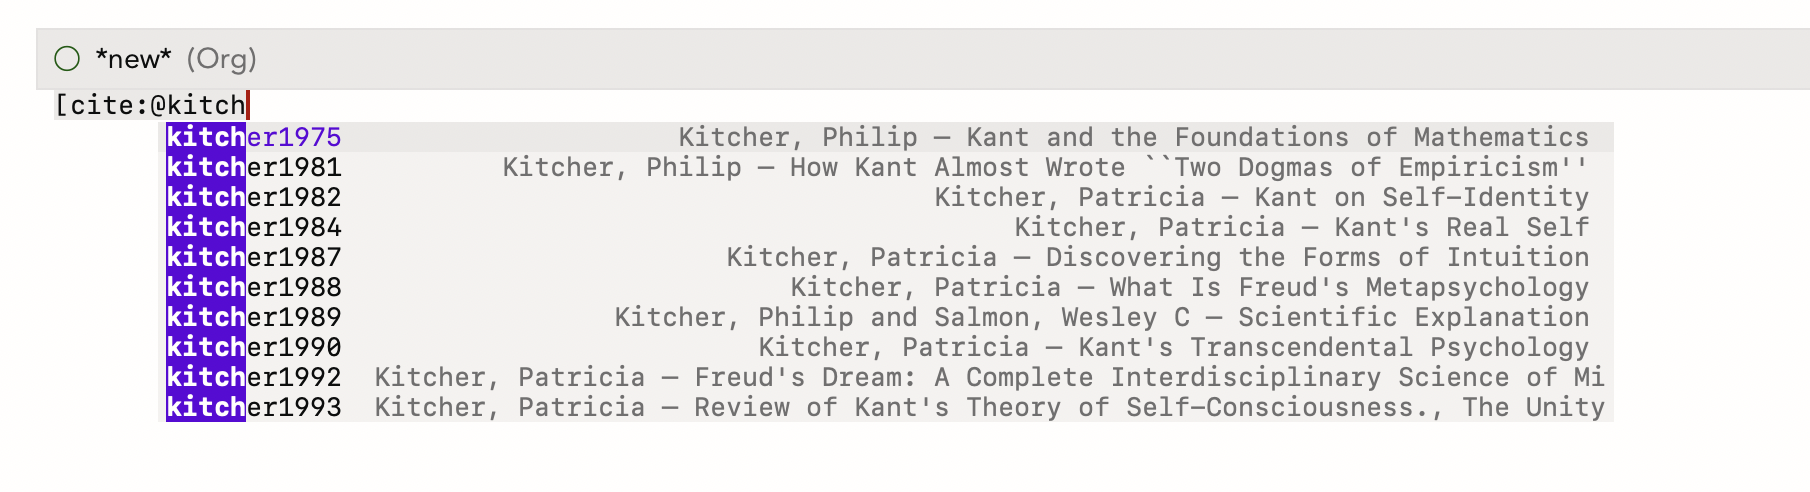 *new* (Org)
[cite:@kitch
kitcher1975 Kitcher, Philip — Kant and the Foundations of Mathematics
kitcher1981 Kitcher, Philip — How Kant Almost Wrote ``Two Dogmas of Empiricism''
kitcher1982 Kitcher, Patricia — Kant on Self-Identity
kitcher1984 Kitcher, Patricia — Kant's Real Self
kitcher1987 Kitcher, Patricia — Discovering the Forms of Intuition
kitcher1988 Kitcher, Patricia — What Is Freud's Metapsychology
kitcher1989 Kitcher, Philip and Salmon, Wesley C — Scientific Explanation
kitcher1990 Kitcher, Patricia — Kant's Transcendental Psychology
kitcher1992 Kitcher, Patricia — Freud's Dream: A Complete Interdisciplinary Science of Mi
kitcher1993 Kitcher, Patricia — Review of Kant's Theory of Self-Consciousness., The Unity